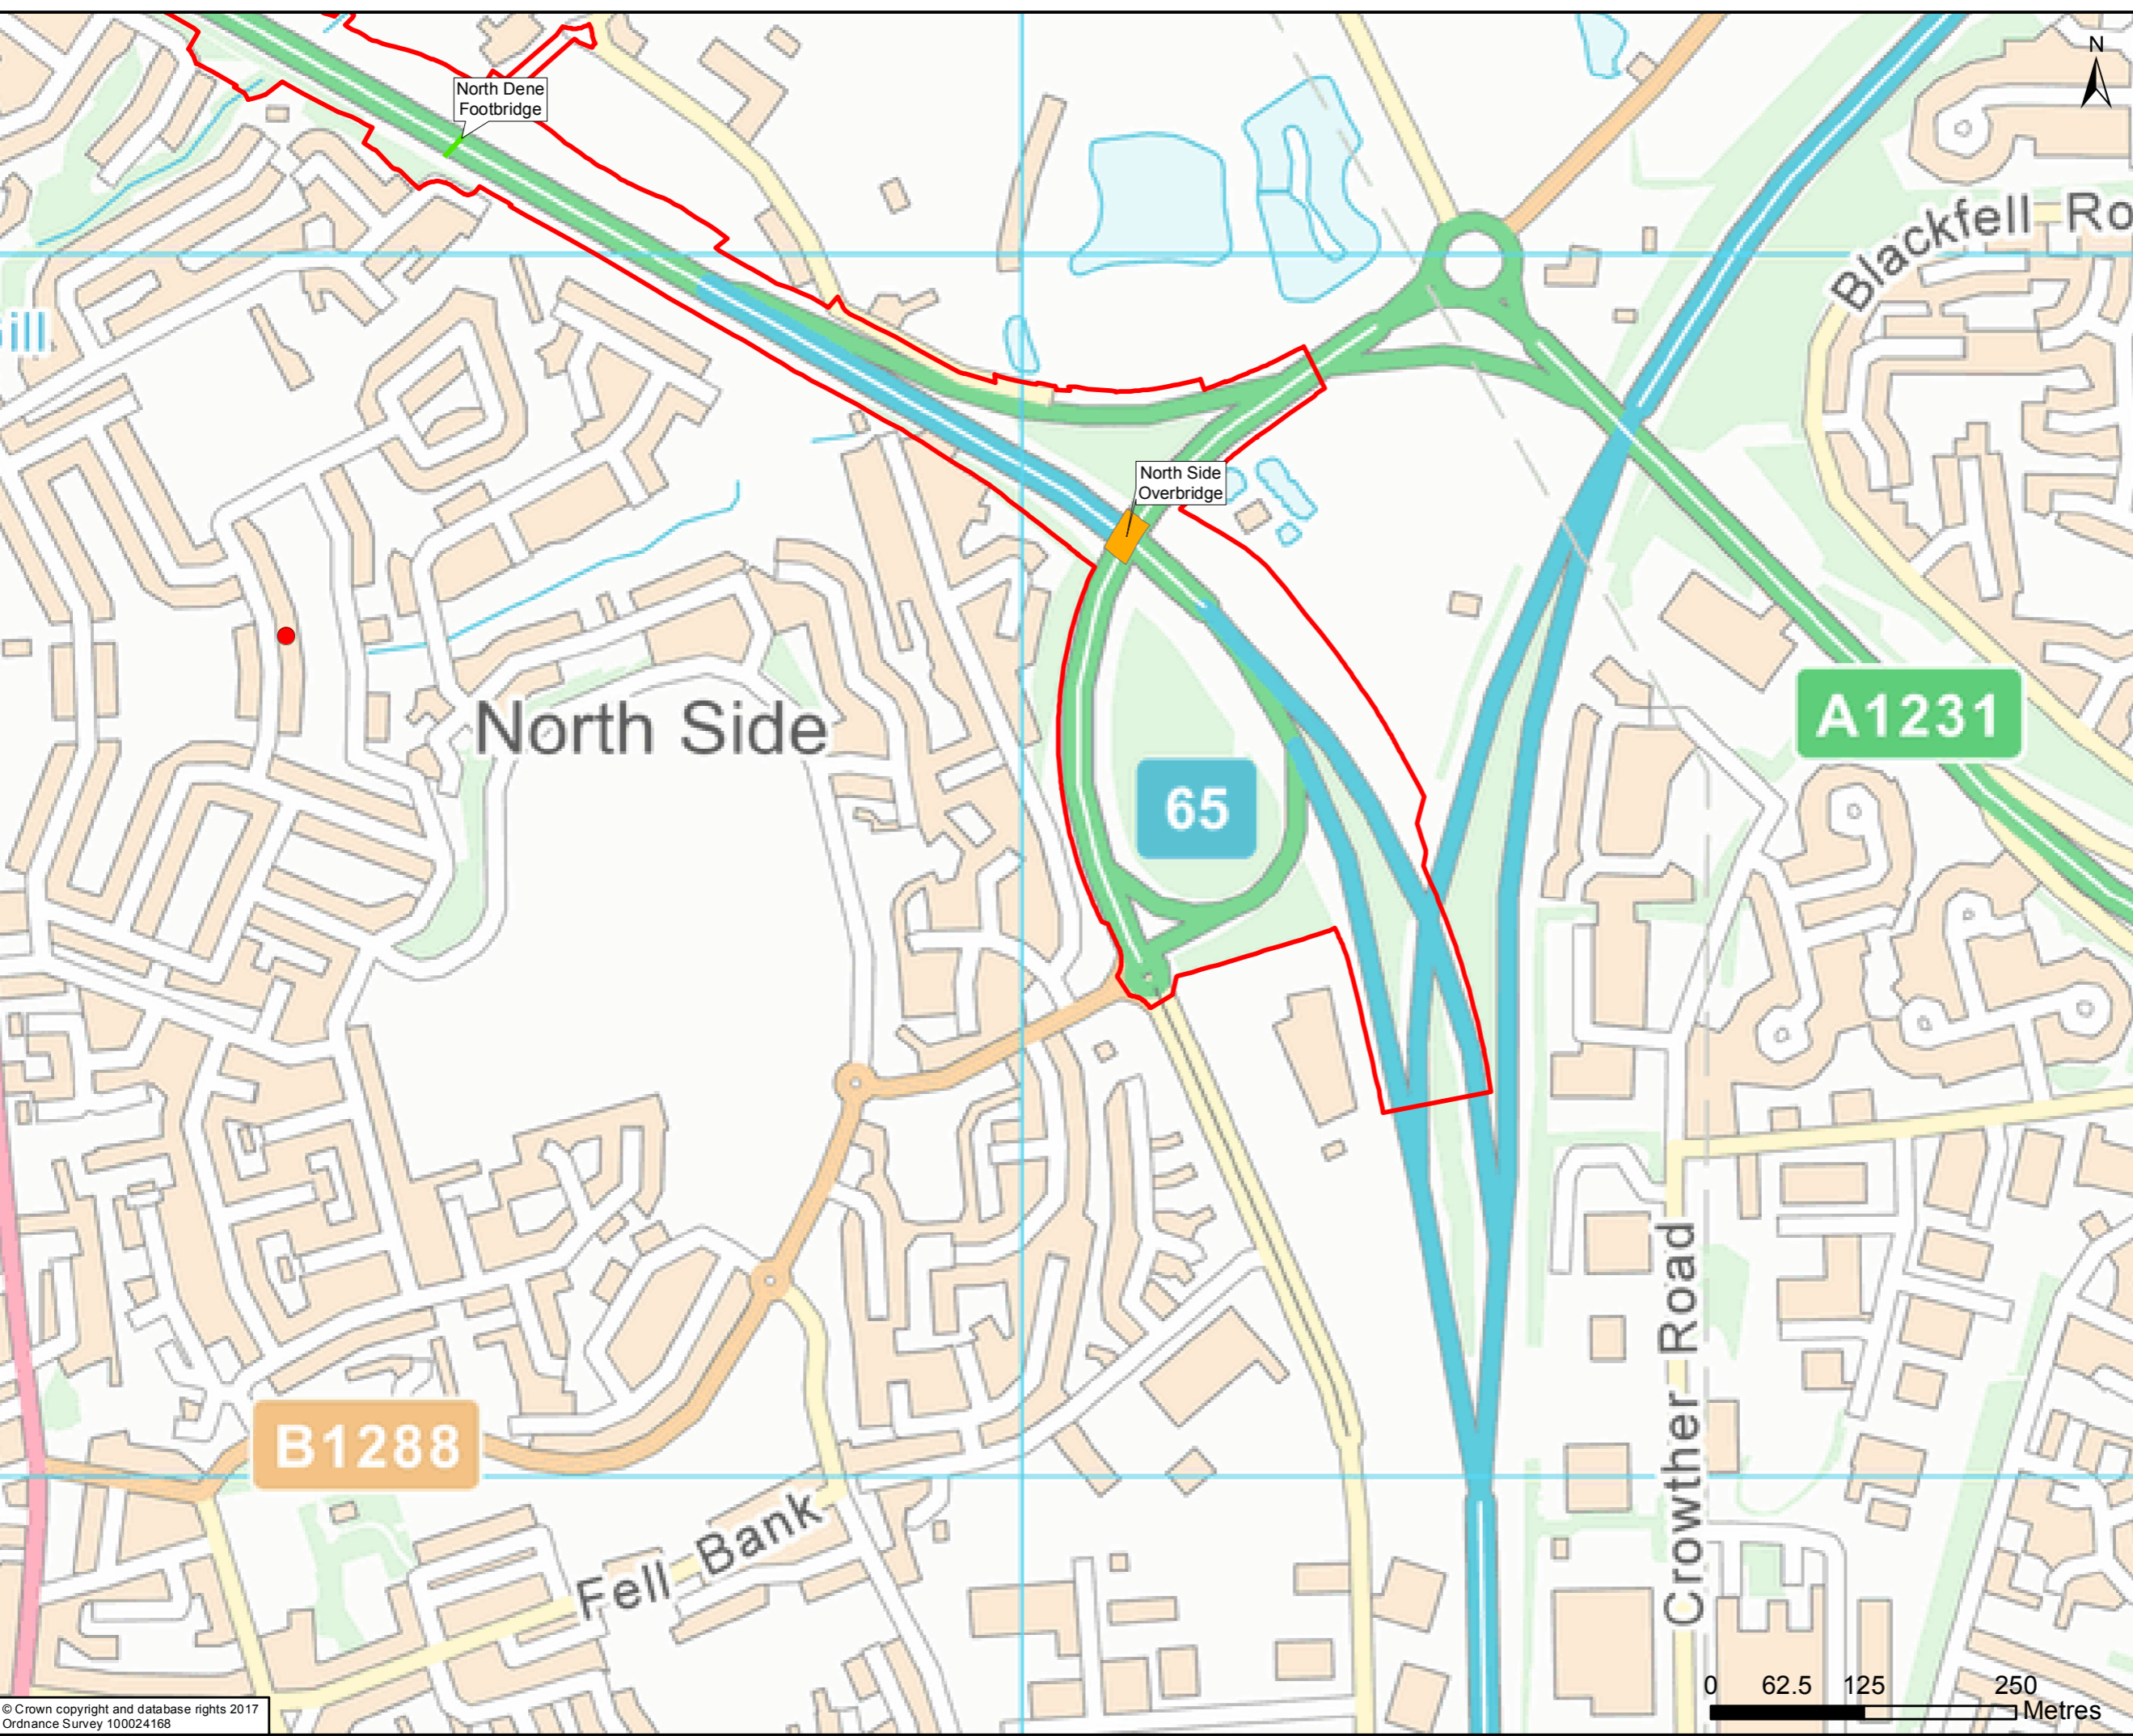 N
North Dene
Footbridge
Blackfell Ro
ill
North Side
Overbridge
A1231
North Side
65
B1288
Fell Bank
Crowther Road
0 62.5 125 250
Metres
© Crown copyright and database rights 2017
Ordnance Survey 100024168